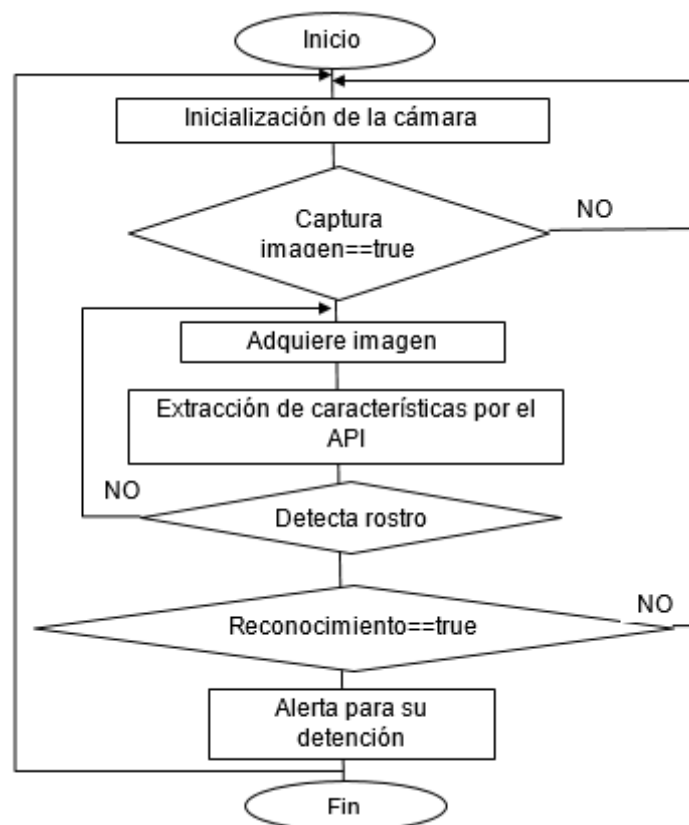 Inicio
Inicialización de la cámara
Captura
imagen==true
NO
Adquiere imagen
Extracción de características por el
API
NO
Detecta rostro
Reconocimiento==true
NO
Alerta para su
detención
Fin